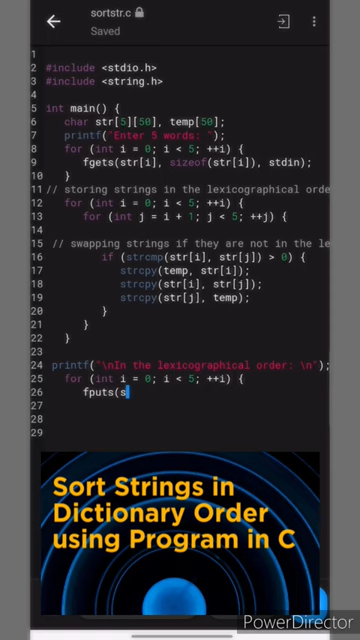 sortstr.c
Saved
1
2 #include <stdio.h>
3 #include <string.h>
4
5 int main() {
6 char str[5][50], temp[50];
7 printf("Enter 5 words: ");
8 for (int i = 0; i < 5; ++i) {
9 fgets(str[i], sizeof(str[i]), stdin);
10 }
11 // storing strings in the lexicographical orde
12 for (int i = 0; i < 5; ++i) {
13 for (int j = i + 1; j < 5; ++j) {
14
15 // swapping strings if they are not in the le
16 if (strcmp(str[i], str[j]) > 0) {
17 strcpy(temp, str[i]);
18 strcpy(str[i], str[j]);
19 strcpy(str[j], temp);
20 }
21 }
22 }
24 printf("\nIn the lexicographical order: \n");
25 for (int i = 0; i < 5; ++i) {
26 fputs(s
28
29
Sort Strings in
Dictionary Order
using Program in C
PowerDirector